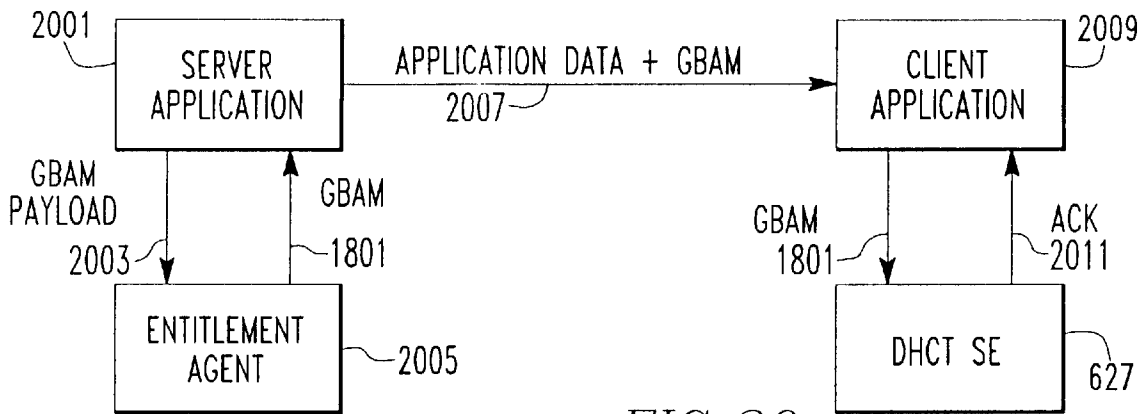 2001
SERVER
APPLICATION
APPLICATION DATA + GBAM
2007
2009
CLIENT
APPLICATION
GBAM
PAYLOAD
2003
GBAM
1801
GBAM
1801
ACK
2011
ENTITLEMENT
AGENT
2005
DHCT SE
627